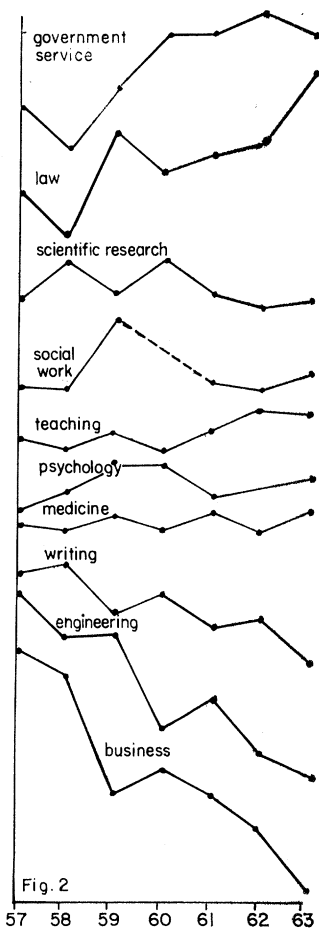 government
service
law
scientific research
social
work
teaching
psychology
medicine
writing
engineering
business
Fig. 2
57 58 59 60 61 62 63